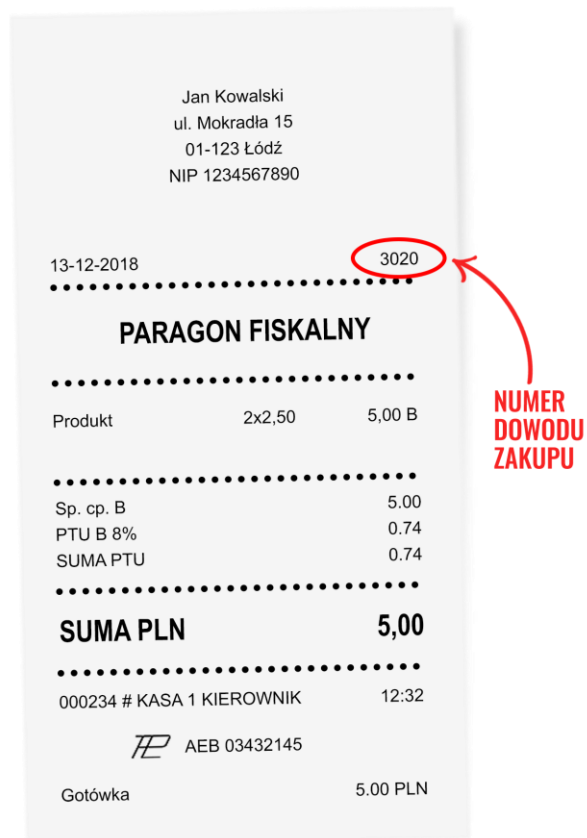 Jan Kowalski
ul. Mokradła 15
01-123 Łódź
NIP 1234567890
13-12-2018 3020
PARAGON FISKALNY
Produkt 2x2,50 5,00 B
Sp. cp. B 5.00
PTU B 8% 0.74
SUMA PTU 0.74
SUMA PLN 5,00
000234 # KASA 1 KIEROWNIK 12:32
AEB 03432145
Gotówka 5.00 PLN
NUMER
DOWODU
ZAKUPU